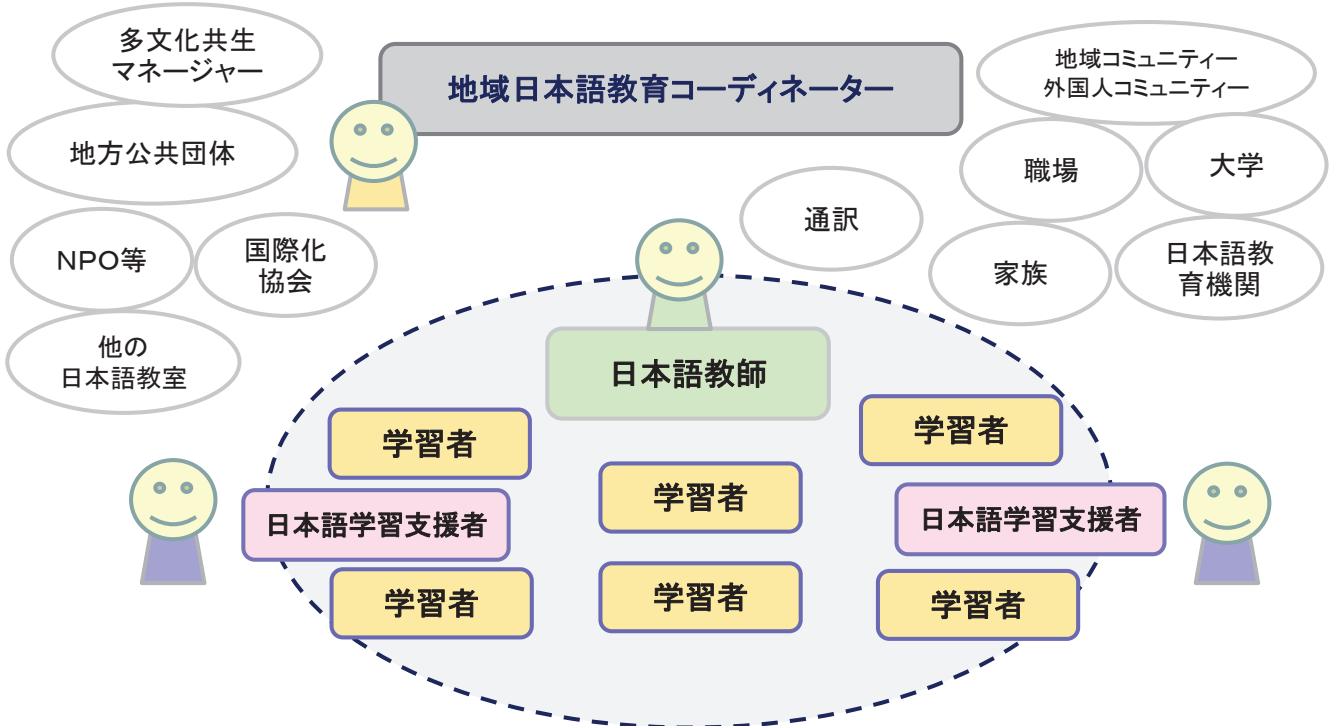 多文化共生
マネージャー
地域日本語教育コーディネーター
地域コミュニティー
外国人コミュニティー
地方公共団体
職場
大学
通訳
NPO等
国際化
協会
家族
日本語教
育機関
他の
日本語教室
日本語教師
学習者
学習者
学習者
日本語学習支援者
日本語学習支援者
学習者
学習者
学習者